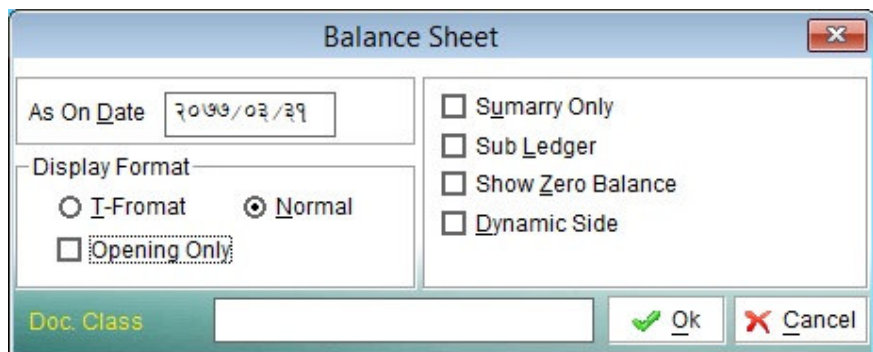 Balance Sheet
As On Date २०७७/०३/३१
Display Format
T-Fromat Normal
Opening Only
Sumarry Only
Sub Ledger
Show Zero Balance
Dynamic Side
Doc. Class Ok Cancel